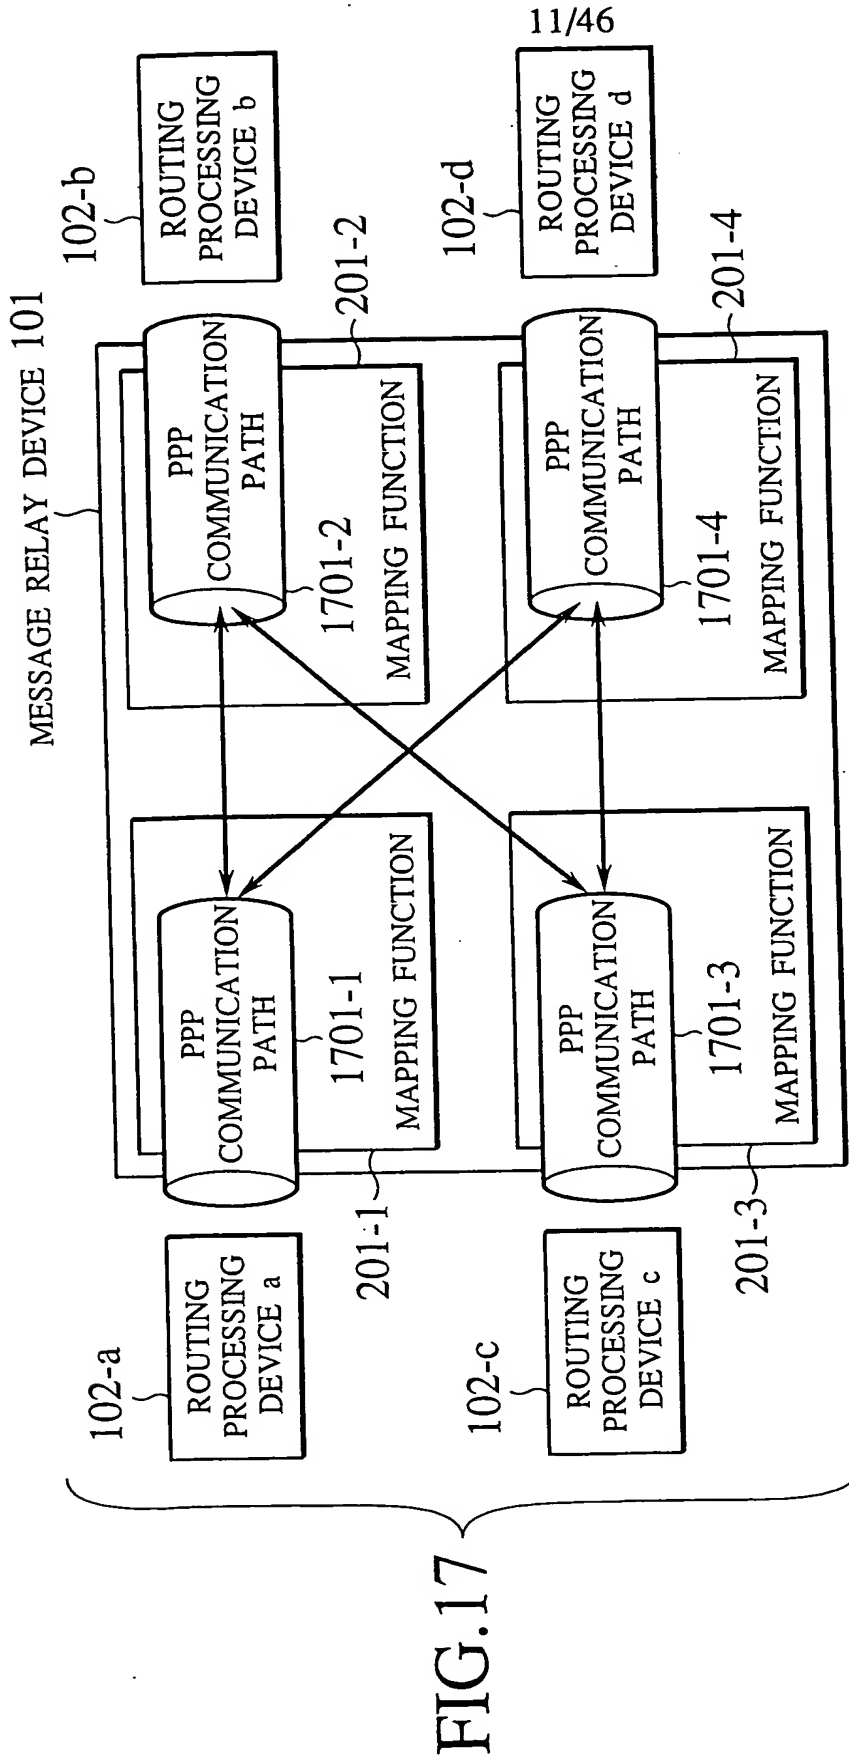 11/46
FIG.17
MESSAGE RELAY DEVICE 101
102-a
ROUTING
PROCESSING
DEVICE a
PPP
COMMUNICATION
PATH
1701-1
MAPPING FUNCTION
201-1
102-b
ROUTING
PROCESSING
DEVICE b
PPP
COMMUNICATION
PATH
1701-2
MAPPING FUNCTION
201-2
102-c
ROUTING
PROCESSING
DEVICE c
PPP
COMMUNICATION
PATH
1701-3
MAPPING FUNCTION
201-3
102-d
ROUTING
PROCESSING
DEVICE d
PPP
COMMUNICATION
PATH
1701-4
MAPPING FUNCTION
201-4